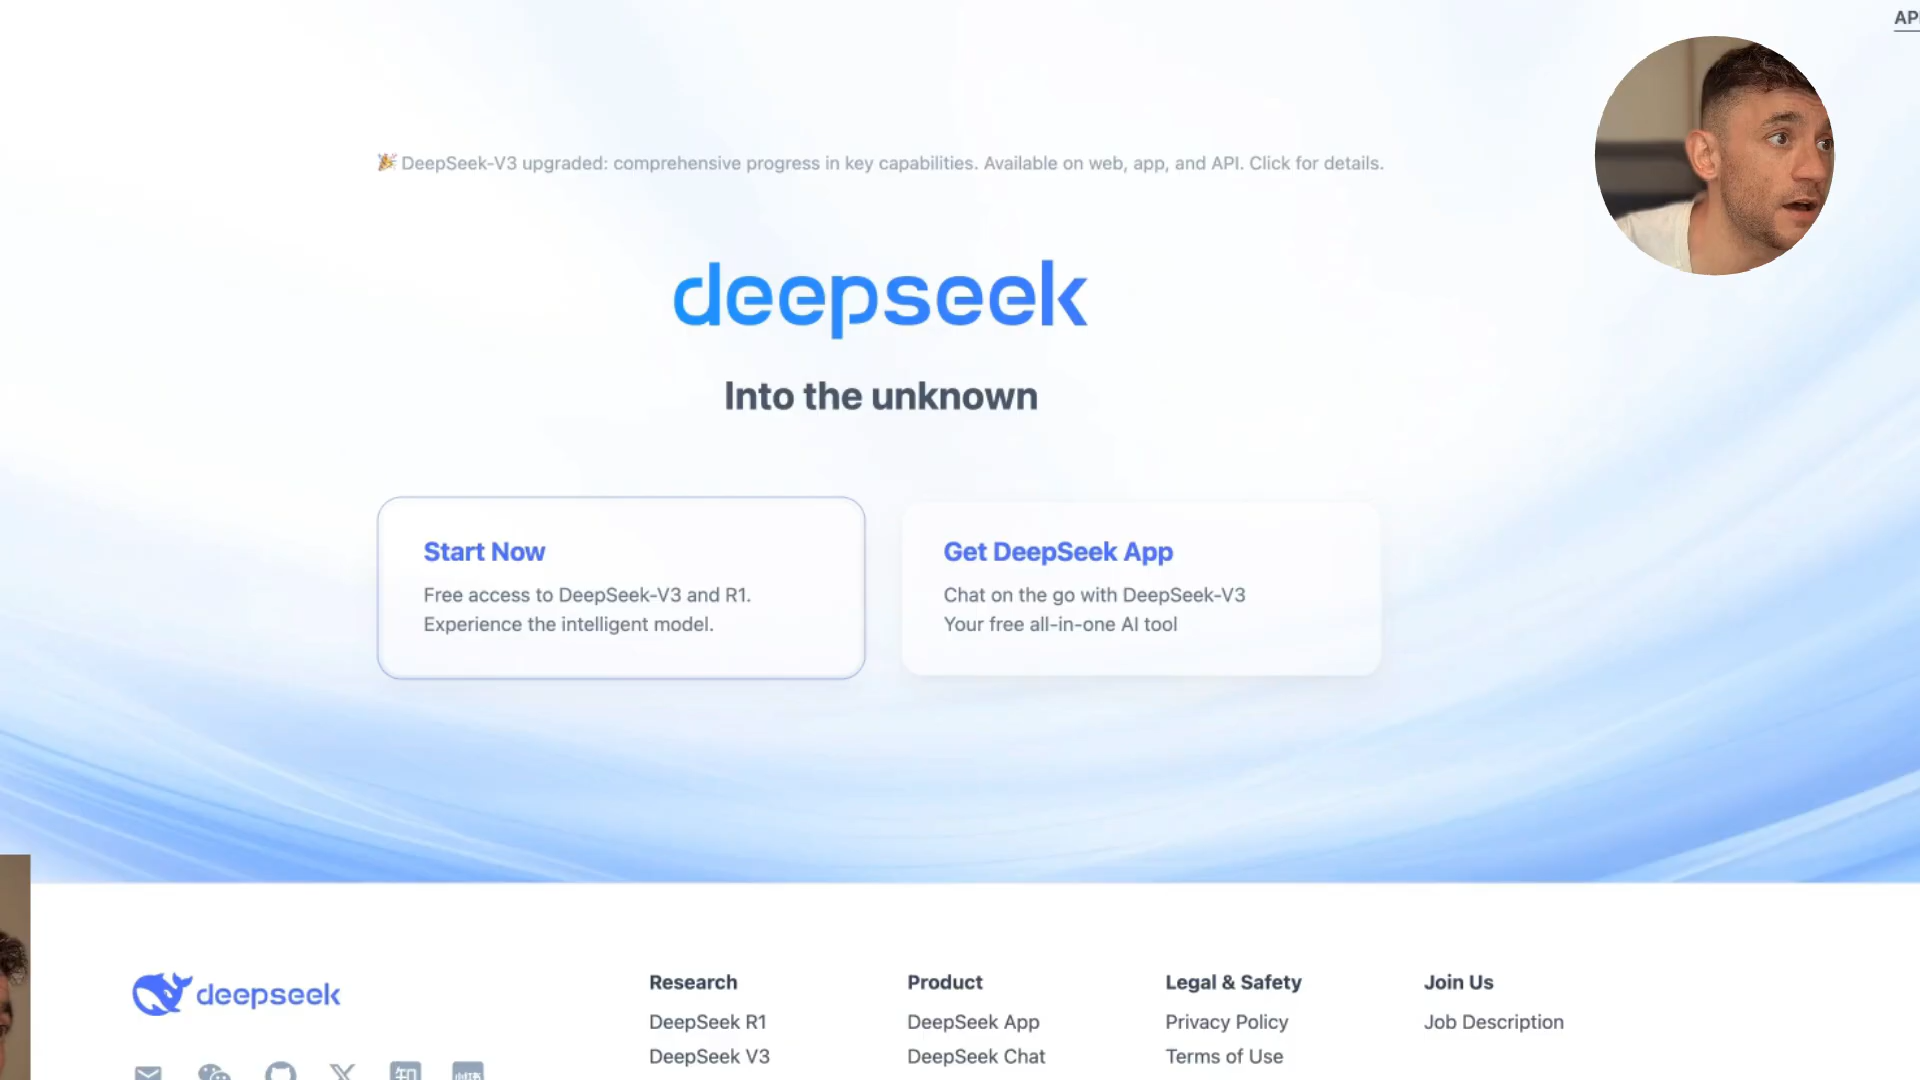 DeepSeek-V3 upgraded: comprehensive progress in key capabilities. Available on web, app, and API. Click for details.
deepseek
Into the unknown
Start Now
Free access to DeepSeek-V3 and R1.
Experience the intelligent model.
Get DeepSeek App
Chat on the go with DeepSeek-V3
Your free all-in-one AI tool
deepseek
Research
DeepSeek R1
DeepSeek V3
Product
DeepSeek App
DeepSeek Chat
Legal & Safety
Privacy Policy
Terms of Use
Join Us
Job Description
知